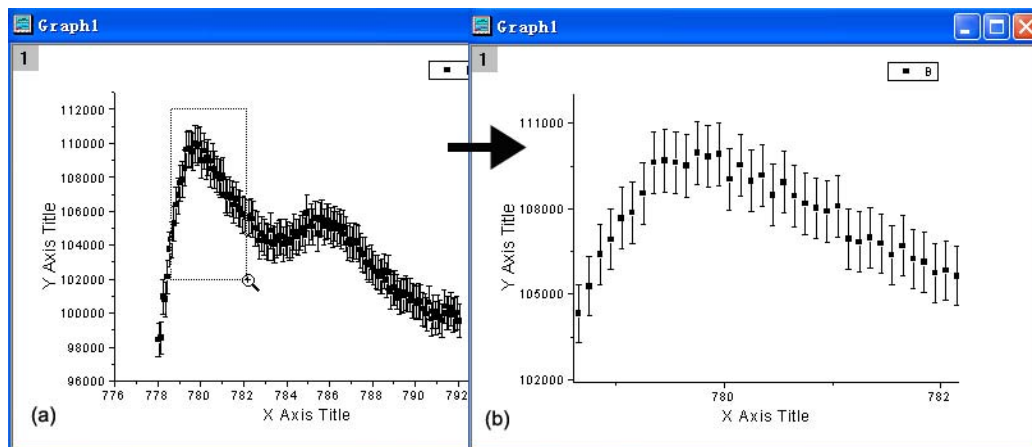 Graph1
1
112000
110000
108000
106000
104000
102000
100000
98000
96000
Y Axis Title
776 778 780 782 784 786 788 790 792
X Axis Title
(a)
Graph1
1
B
111000
108000
105000
102000
Y Axis Title
780 782
X Axis Title
(b)